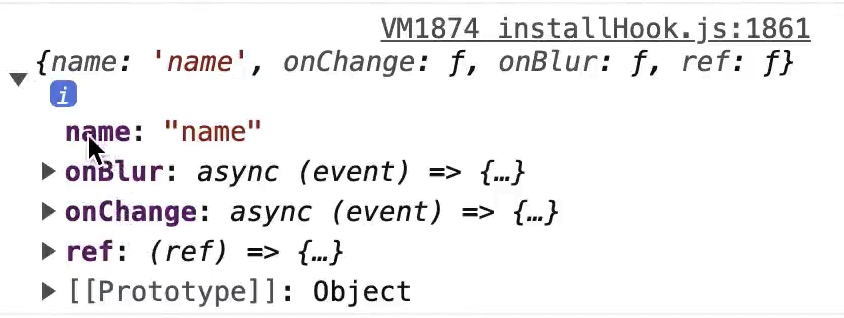 VM1874 installHook.js:1861
{name: 'name', onChange: ƒ, onBlur: ƒ, ref: ƒ}
i
name: "name"
onBlur: async (event) => {…}
onChange: async (event) => {…}
ref: (ref) => {…}
[[Prototype]]: Object